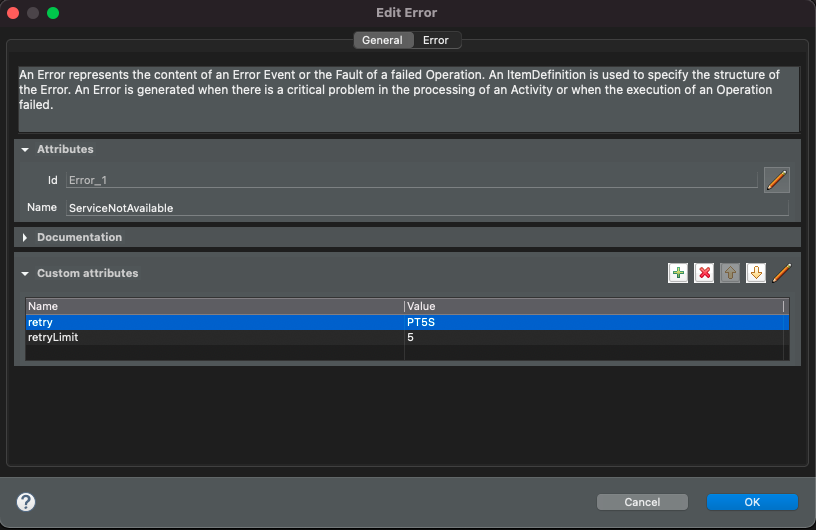 Edit Error
General Error
An Error represents the content of an Error Event or the Fault of a failed Operation. An ItemDefinition is used to specify the structure of
the Error. An Error is generated when there is a critical problem in the processing of an Activity or when the execution of an Operation
failed.
Attributes
Id Error_1
Name ServiceNotAvailable
Documentation
Custom attributes
Name Value
retry PT5S
retryLimit 5
? Cancel OK